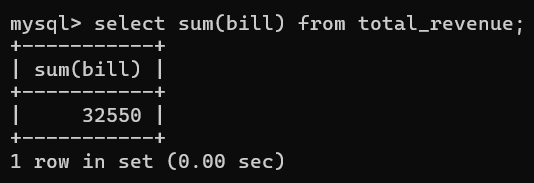 mysql> select sum(bill) from total_revenue;
+-----------+
| sum(bill) |
+-----------+
|     32550 |
+-----------+
1 row in set (0.00 sec)